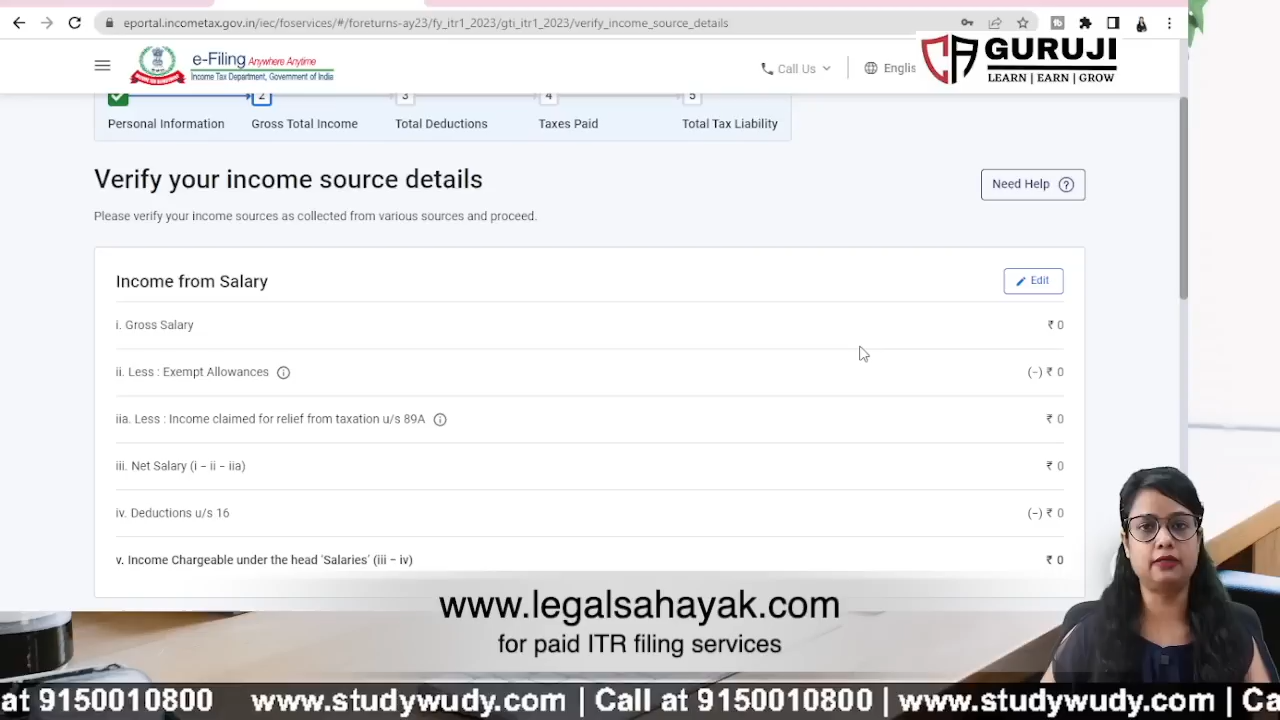 eportal.incometax.gov.in/iec/foservices/#/foreturns-ay23/fy_itr1_2023/gti_itr1_2023/verify_income_source_details
e-Filing Anywhere Anytime
Income Tax Department, Government of India
Call Us
Englis
CA GURUJI
LEARN | EARN | GROW
2
3
4
5
Personal Information
Gross Total Income
Total Deductions
Taxes Paid
Total Tax Liability
Verify your income source details
Need Help
Please verify your income sources as collected from various sources and proceed.
Income from Salary
Edit
i. Gross Salary ₹ 0
ii. Less : Exempt Allowances (-) ₹ 0
iia. Less : Income claimed for relief from taxation u/s 89A ₹ 0
iii. Net Salary (i - ii - iia) ₹ 0
iv. Deductions u/s 16 (-) ₹ 0
v. Income Chargeable under the head 'Salaries' (iii - iv) ₹ 0
www.legalsahayak.com
for paid ITR filing services
at 9150010800 www.studywudy.com | Call at 9150010800 | www.studywudy.com | Ca